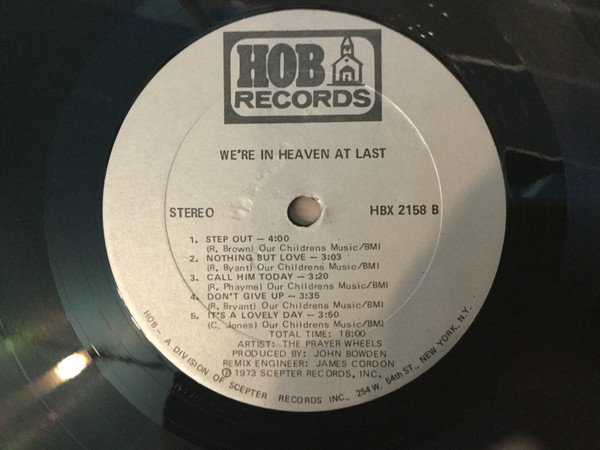 HOB
RECORDS
WE'RE IN HEAVEN AT LAST
STEREO
HBX 2158 B
1. STEP OUT — 4:00
(R. Brown) Our Childrens Music/BMI
2. NOTHING BUT LOVE — 3:03
(R. Byant) Our Childrens Music/BMI
3. CALL HIM TODAY — 3:20
(R. Phayme) Our Childrens Music/BMI
4. DON'T GIVE UP — 3:35
(R. Bryant) Our Childrens Music/BMI
5. IT'S A LOVELY DAY — 3:50
(C. Jones) Our Childrens Music/BMI
TOTAL TIME: 18:00
ARTIST: THE PRAYER WHEELS
PRODUCED BY: JOHN BOWDEN
REMIX ENGINEER: JAMES CORDON
Ⓟ 1973 SCEPTER RECORDS, INC.
HOB — A DIVISION OF SCEPTER RECORDS INC., 254 W. 54th ST., NEW YORK, N.Y.